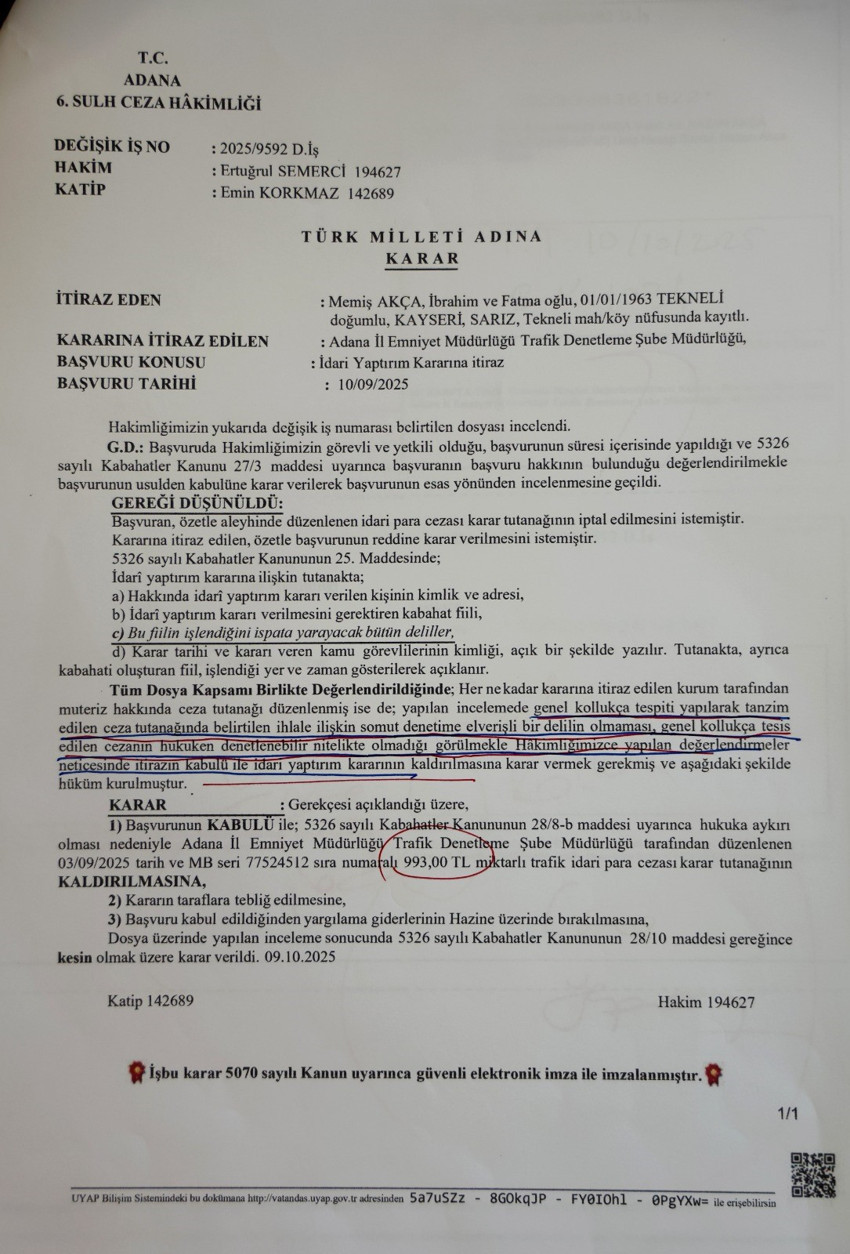 T.C.
ADANA
6. SULH CEZA HÂKİMLİĞİ
DEĞİŞİK İŞ NO : 2025/9592 D.İş
HAKİM : Ertuğrul SEMERCİ 194627
KATİP : Emin KORKMAZ 142689
TÜRK MİLLETİ ADINA
KARAR
İTİRAZ EDEN : Memiş AKÇA, İbrahim ve Fatma oğlu, 01/01/1963 TEKNELİ
doğumlu, KAYSERİ, SARIZ, Tekneli mah/köy nüfusunda kayıtlı.
KARARINA İTİRAZ EDİLEN : Adana İl Emniyet Müdürlüğü Trafik Denetleme Şube Müdürlüğü,
BAŞVURU KONUSU : İdari Yaptırım Kararına itiraz
BAŞVURU TARİHİ : 10/09/2025
Hakimliğimizin yukarıda değişik iş numarası belirtilen dosyası incelendi.
G.D.: Başvuruda Hakimliğimizin görevli ve yetkili olduğu, başvurunun süresi içerisinde yapıldığı ve 5326
sayılı Kabahatler Kanunu 27/3 maddesi uyarınca başvuranın başvuru hakkının bulunduğu değerlendirilmekle
başvurunun usulden kabulüne karar verilerek başvurunun esas yönünden incelenmesine geçildi.
GEREĞİ DÜŞÜNÜLDÜ:
Başvuran, özetle aleyhinde düzenlenen idari para cezası karar tutanağının iptal edilmesini istemiştir.
Kararına itiraz edilen, özetle başvurunun reddine karar verilmesini istemiştir.
5326 sayılı Kabahatler Kanununun 25. Maddesinde;
İdarî yaptırım kararına ilişkin tutanakta;
a) Hakkında idarî yaptırım kararı verilen kişinin kimlik ve adresi,
b) İdarî yaptırım kararı verilmesini gerektiren kabahat fiili,
c) Bu fiilin işlendiğini ispata yarayacak bütün deliller,
d) Karar tarihi ve kararı veren kamu görevlilerinin kimliği, açık bir şekilde yazılır. Tutanakta, ayrıca
kabahati oluşturan fiil, işlendiği yer ve zaman gösterilerek açıklanır.
Tüm Dosya Kapsamı Birlikte Değerlendirildiğinde; Her ne kadar kararına itiraz edilen kurum tarafından
muteriz hakkında ceza tutanağı düzenlenmiş ise de; yapılan incelemede genel kollukça tespiti yapılarak tanzim
edilen ceza tutanağında belirtilen ihlale ilişkin somut denetime elverişli bir delilin olmaması, genel kollukça tesis
edilen cezanın hukuken denetlenebilir nitelikte olmadığı görülmekle Hakimliğimizce yapılan değerlendirmeler
neticesinde itirazın kabulü ile idari yaptırım kararının kaldırılmasına karar vermek gerekmiş ve aşağıdaki şekilde
hüküm kurulmuştur.
KARAR : Gerekçesi açıklandığı üzere,
1) Başvurunun KABULÜ ile; 5326 sayılı Kabahatler Kanununun 28/8-b maddesi uyarınca hukuka aykırı
olması nedeniyle Adana İl Emniyet Müdürlüğü Trafik Denetleme Şube Müdürlüğü tarafından düzenlenen
03/09/2025 tarih ve MB seri 77524512 sıra numaralı 993,00 TL miktarlı trafik idari para cezası karar tutanağının
KALDIRILMASINA,
2) Kararın taraflara tebliğ edilmesine,
3) Başvuru kabul edildiğinden yargılama giderlerinin Hazine üzerinde bırakılmasına,
Dosya üzerinde yapılan inceleme sonucunda 5326 sayılı Kabahatler Kanununun 28/10 maddesi gereğince
kesin olmak üzere karar verildi. 09.10.2025
Katip 142689 Hakim 194627
İşbu karar 5070 sayılı Kanun uyarınca güvenli elektronik imza ile imzalanmıştır.
1/1
UYAP Bilişim Sistemindeki bu dokümana http://vatandas.uyap.gov.tr adresinden 5a7uSZz - 8GOkqJP - FY0IOhl - 0PgYXw= ile erişebilirsin